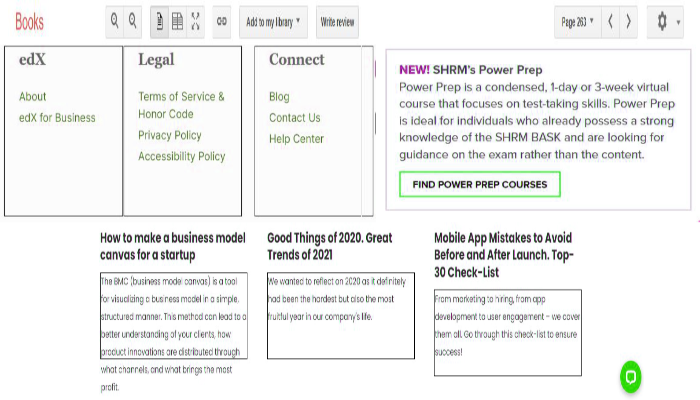 Books
Add to my library
Write review
Page 263
edX
About
edX for Business
Legal
Terms of Service &
Honor Code
Privacy Policy
Accessibility Policy
Connect
Blog
Contact Us
Help Center
NEW! SHRM's Power Prep
Power Prep is a condensed, 1-day or 3-week virtual
course that focuses on test-taking skills. Power Prep
is ideal for individuals who already possess a strong
knowledge of the SHRM BASK and are looking for
guidance on the exam rather than the content.
FIND POWER PREP COURSES
How to make a business model
canvas for a startup
The BMC (business model canvas) is a tool
for visualizing a business model in a simple,
structured manner. This method can lead to a
better understanding of your clients, how
product innovations are distributed through
what channels, and what brings the most
profit.
Good Things of 2020. Great
Trends of 2021
We wanted to reflect on 2020 as it definitely
had been the hardest but also the most
fruitful year in our company's life.
Mobile App Mistakes to Avoid
Before and After Launch. Top-
30 Check-List
From marketing to hiring, from app
development to user engagement – we cover
them all. Go through this check-list to ensure
success!